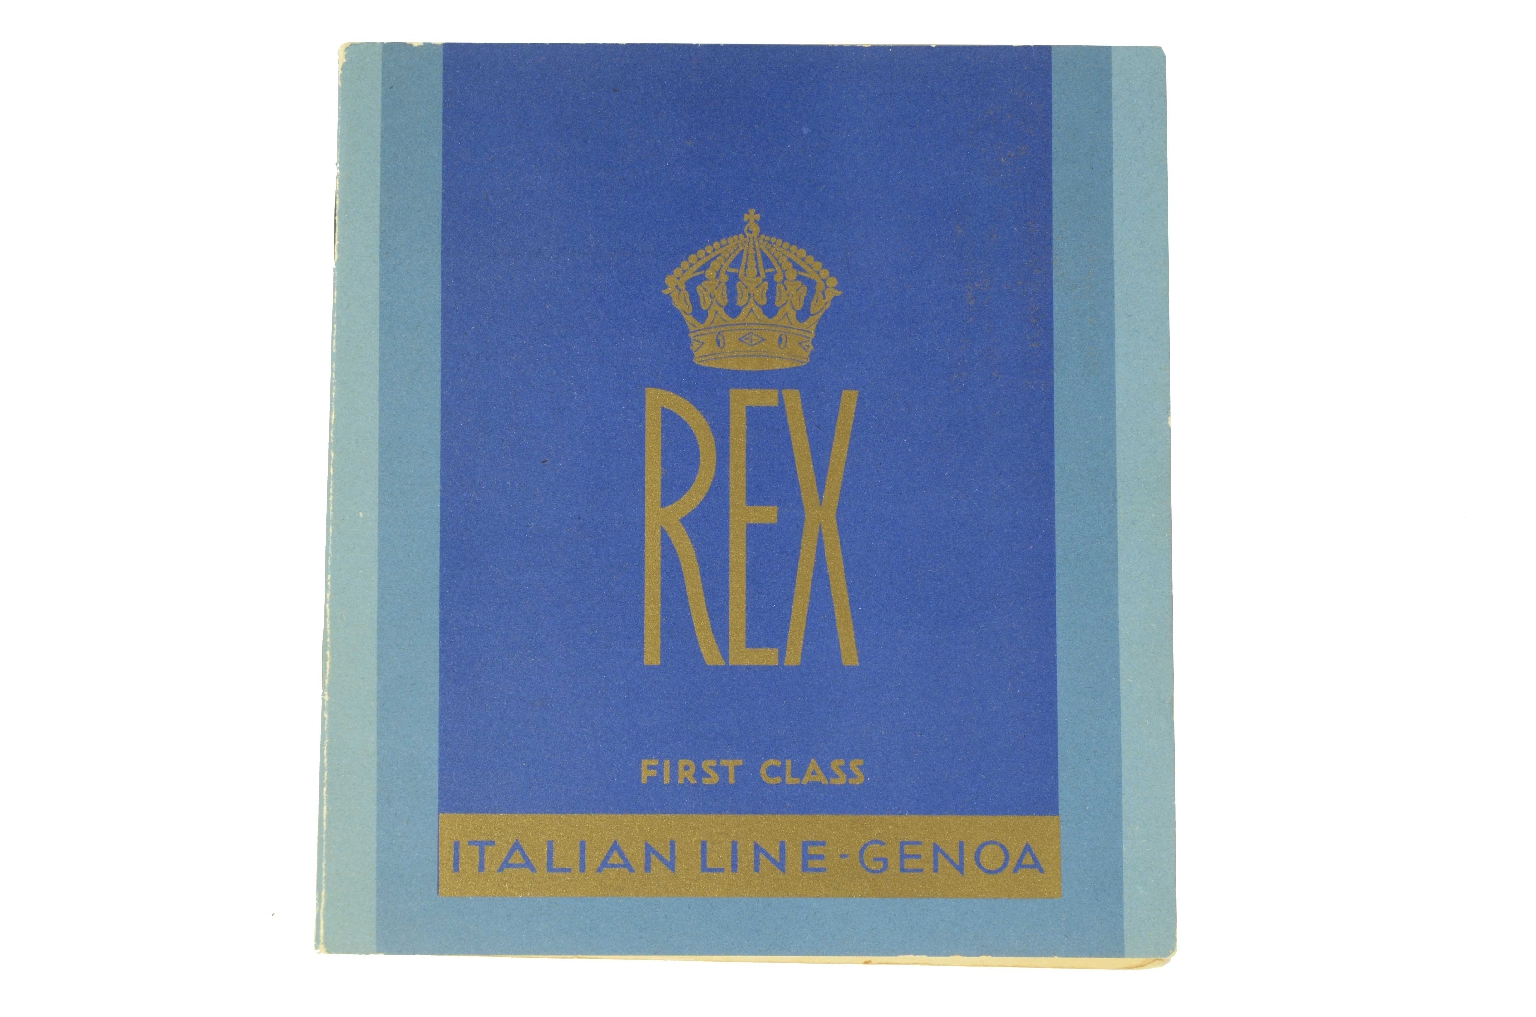 REX
FIRST CLASS
ITALIAN LINE-GENOA